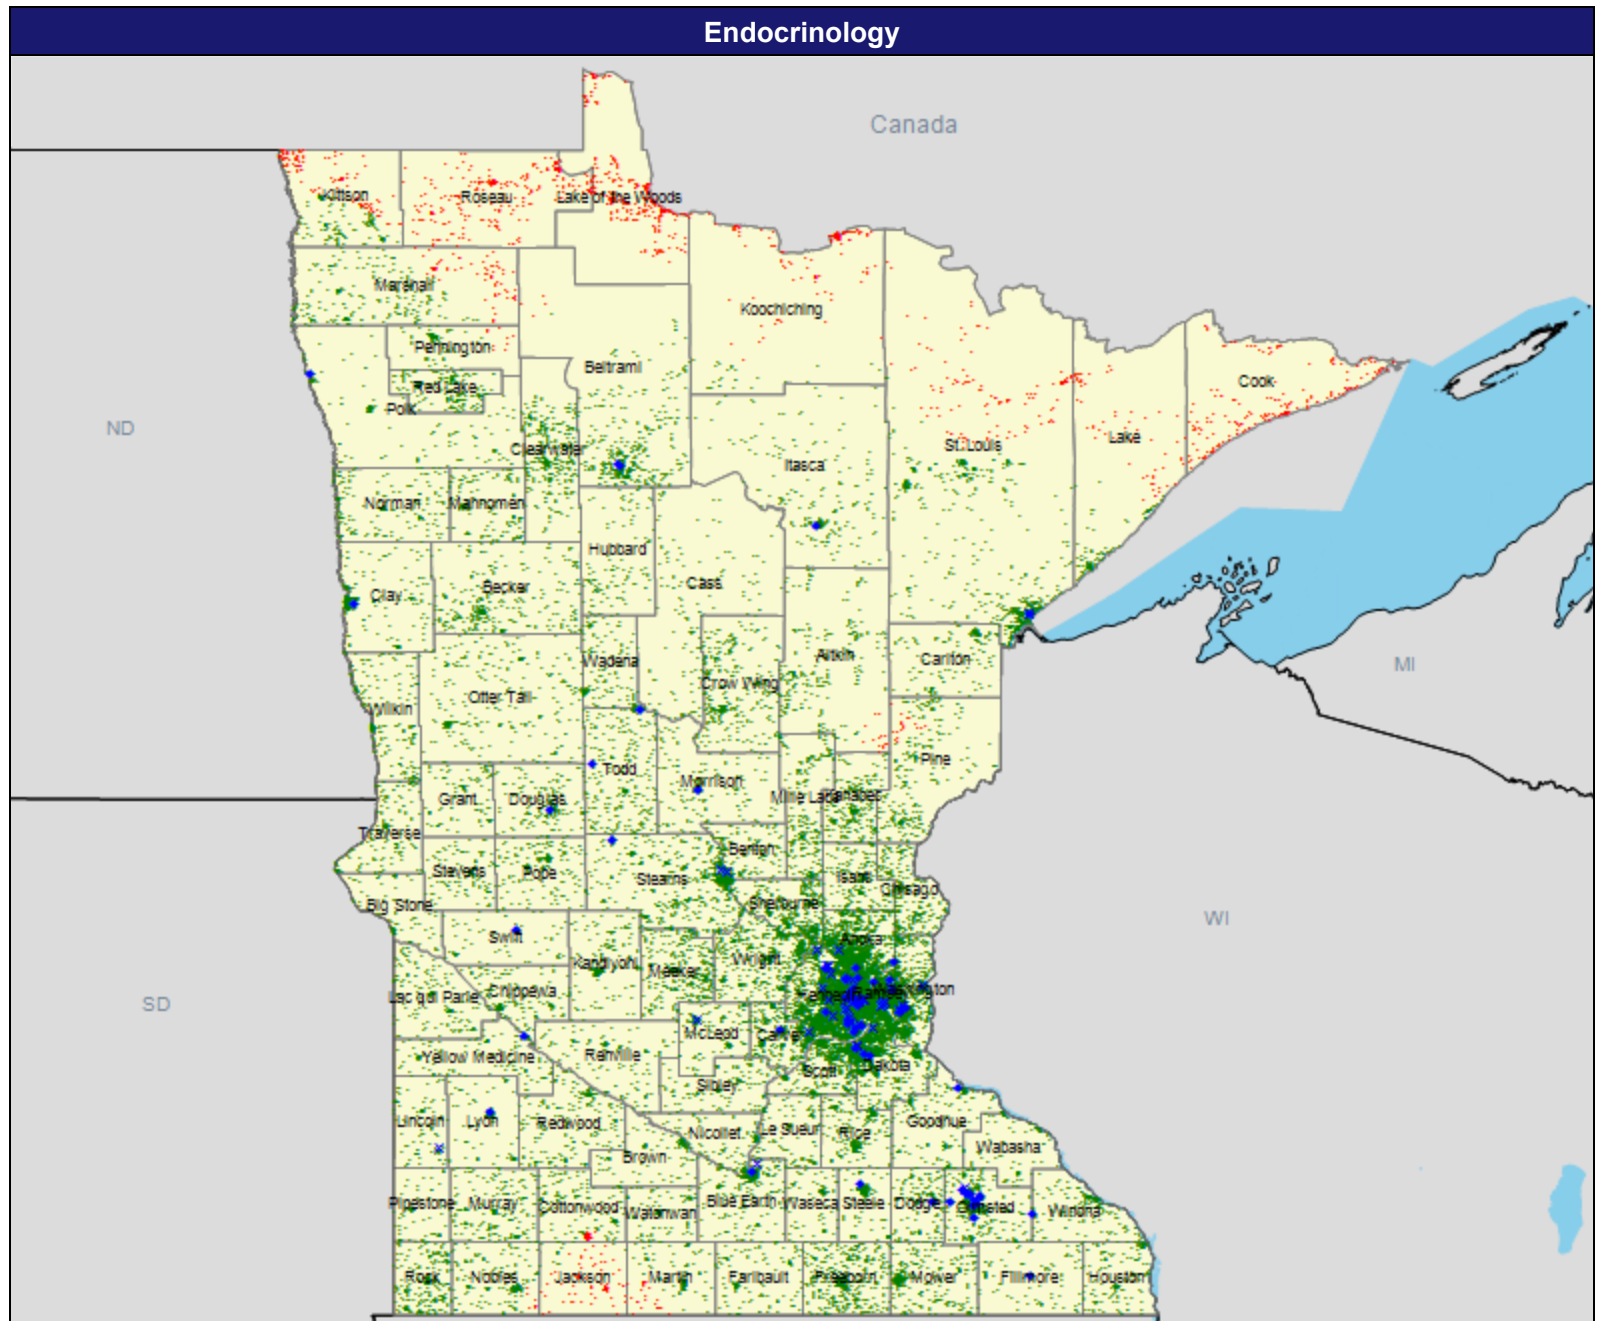 Endocrinology
Canada
Kittson
Roseau
Lake of the Woods
Marshall
Koochiching
Pennington
Beltrami
Red Lake
Cook
Polk
ND
Clearwater
St. Louis
Lake
Itasca
Norman
Mahnomen
Hubbard
Cass
Becker
Clay
Wadena
Aitkin
Carlton
MI
Crow Wing
Otter Tail
Wilkin
Pine
Todd
Morrison
Grant
Douglas
Mille Lacs
Kanabec
Traverse
Benton
Stevens
Pope
Stearns
Isanti
Chisago
Big Stone
Sherburne
WI
Swift
Anoka
Kandiyohi
Meeker
Wright
Lac qui Parle
Chippewa
Hennepin
Ramsey
Washington
SD
McLeod
Carver
Yellow Medicine
Renville
Scott
Dakota
Sibley
Lincoln
Lyon
Redwood
Nicollet
Le Sueur
Rice
Goodhue
Wabasha
Brown
Pipestone
Murray
Cottonwood
Watonwan
Blue Earth
Waseca
Steele
Dodge
Olmsted
Winona
Rock
Nobles
Jackson
Martin
Faribault
Freeborn
Mower
Fillmore
Houston